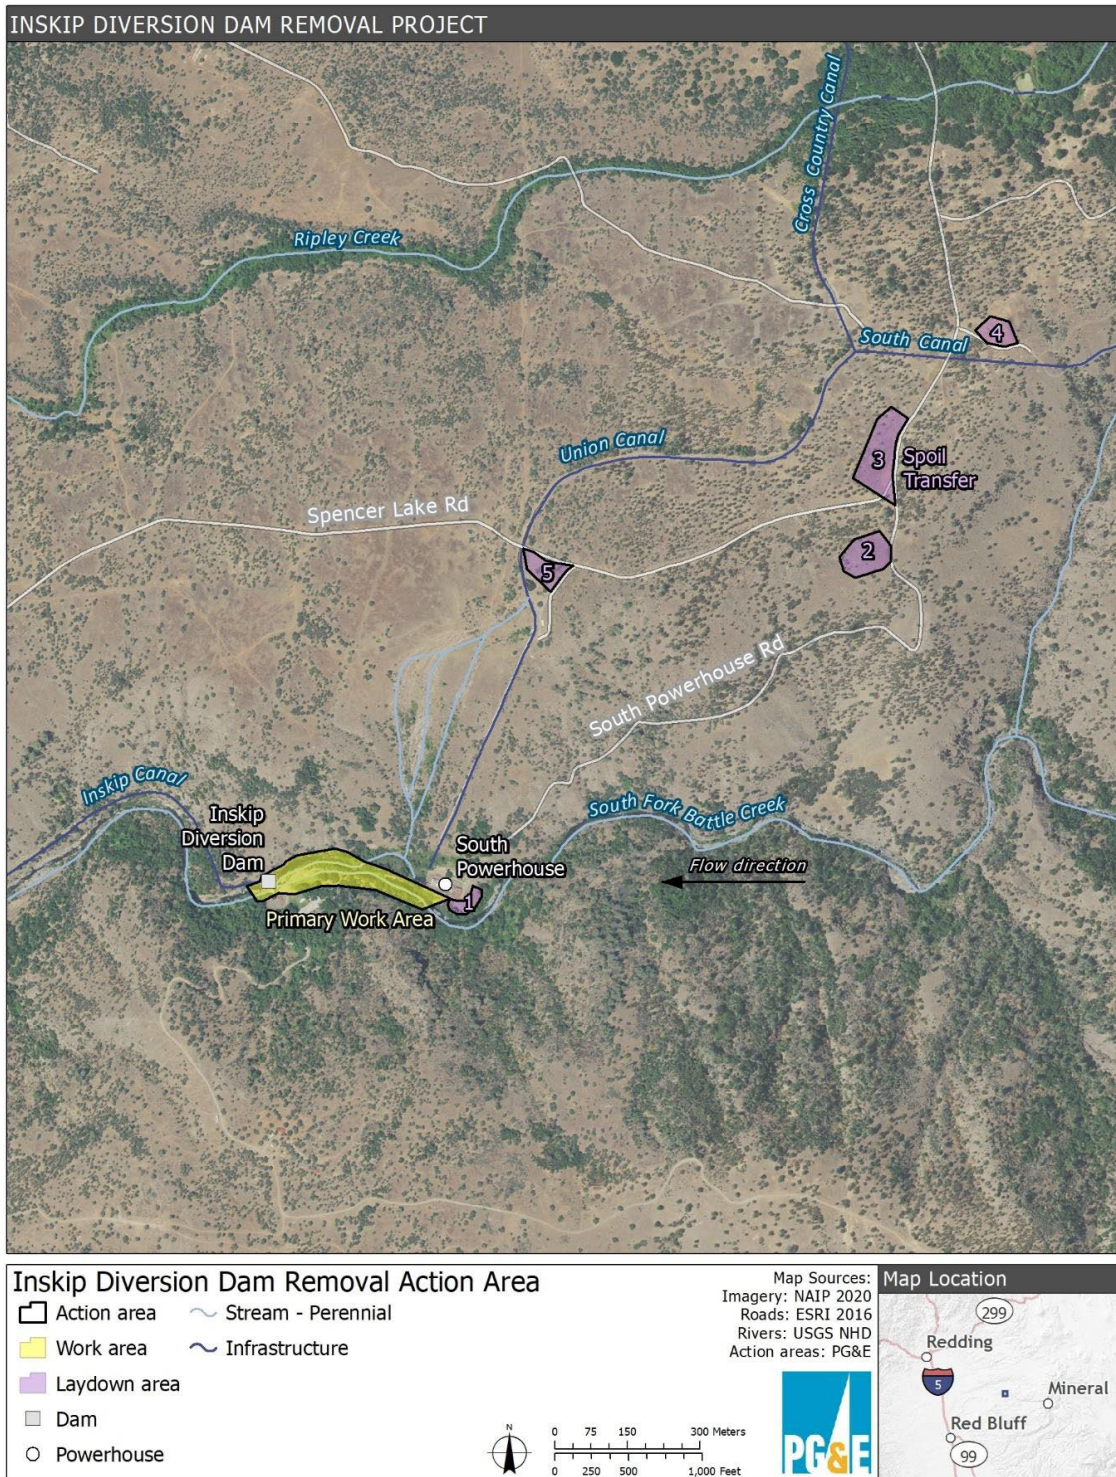 INSKIP DIVERSION DAM REMOVAL PROJECT
Cross Country Canal
Ripley Creek
4
South Canal
Union Canal
3
Spoil
Transfer
Spencer Lake Rd
2
5
South Powerhouse Rd
Inskip Canal
Inskip
Diversion
Dam
South Fork Battle Creek
South
Powerhouse
Flow direction
1
Primary Work Area
Inskip Diversion Dam Removal Action Area
Action area
Stream - Perennial
Work area
Infrastructure
Laydown area
Dam
Powerhouse
N
0 75 150 300 Meters
0 250 500 1,000 Feet
Map Sources:
Imagery: NAIP 2020
Roads: ESRI 2016
Rivers: USGS NHD
Action areas: PG&E
PG&E
Map Location
299
Redding
5
Mineral
Red Bluff
99